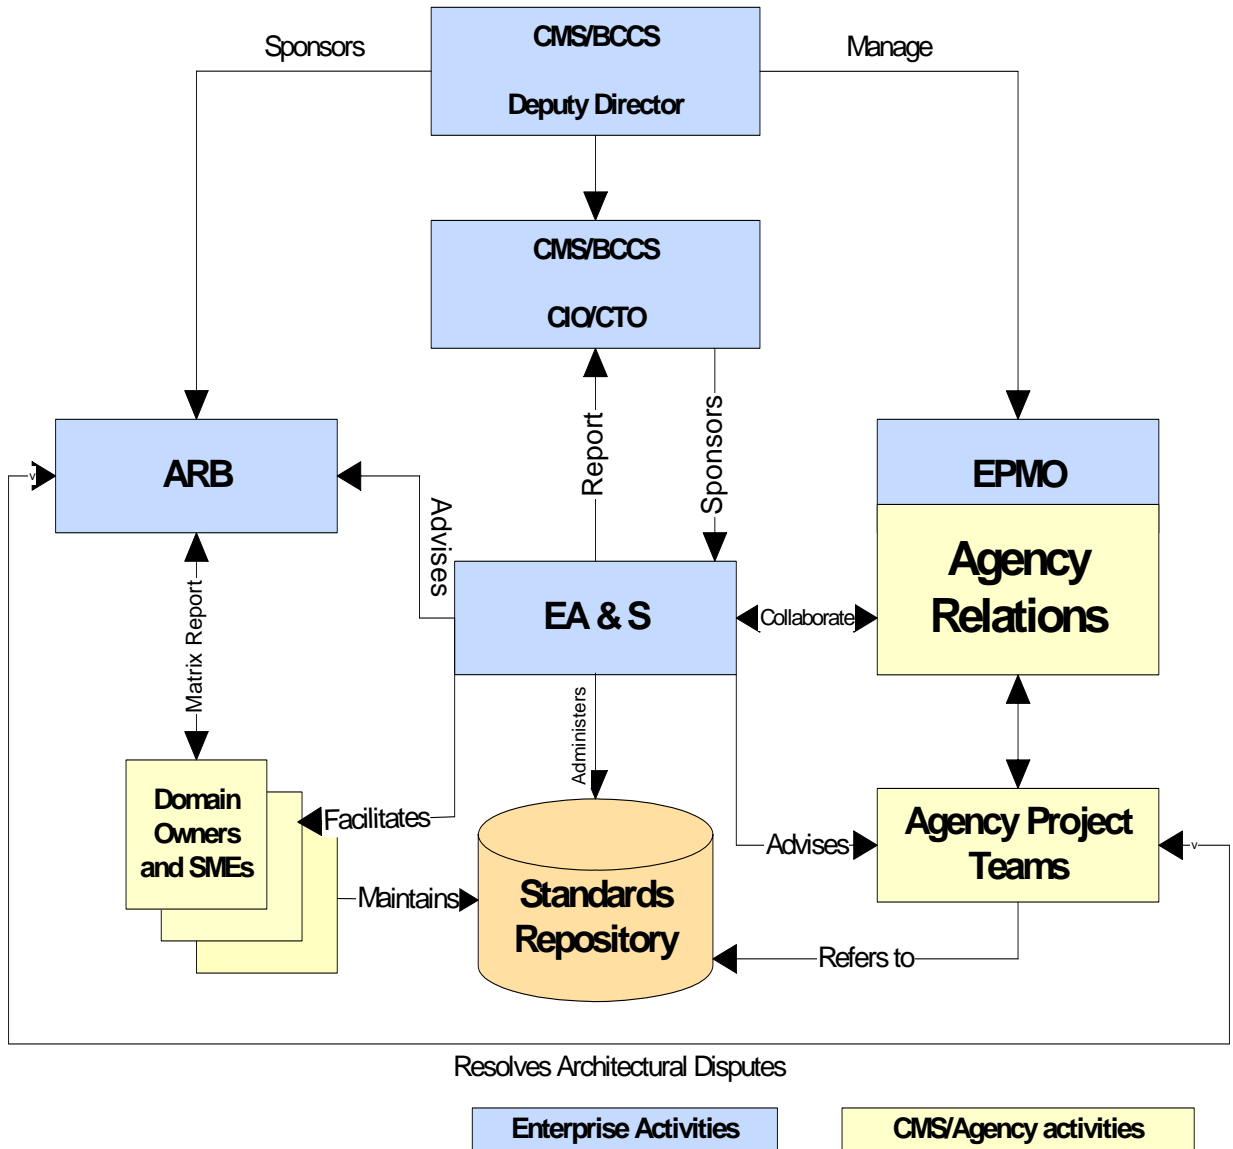 Sponsors
CMS/BCCS
Deputy Director
Manage
CMS/BCCS
CIO/CTO
Report
Sponsors
ARB
v
Advises
EPMO
Agency
Relations
EA & S
Collaborate
Matrix Report
Administers
Domain
Owners
and SMEs
Facilitates
Advises
Agency Project
Teams
v
Maintains
Standards
Repository
Refers to
Resolves Architectural Disputes
Enterprise Activities
CMS/Agency activities